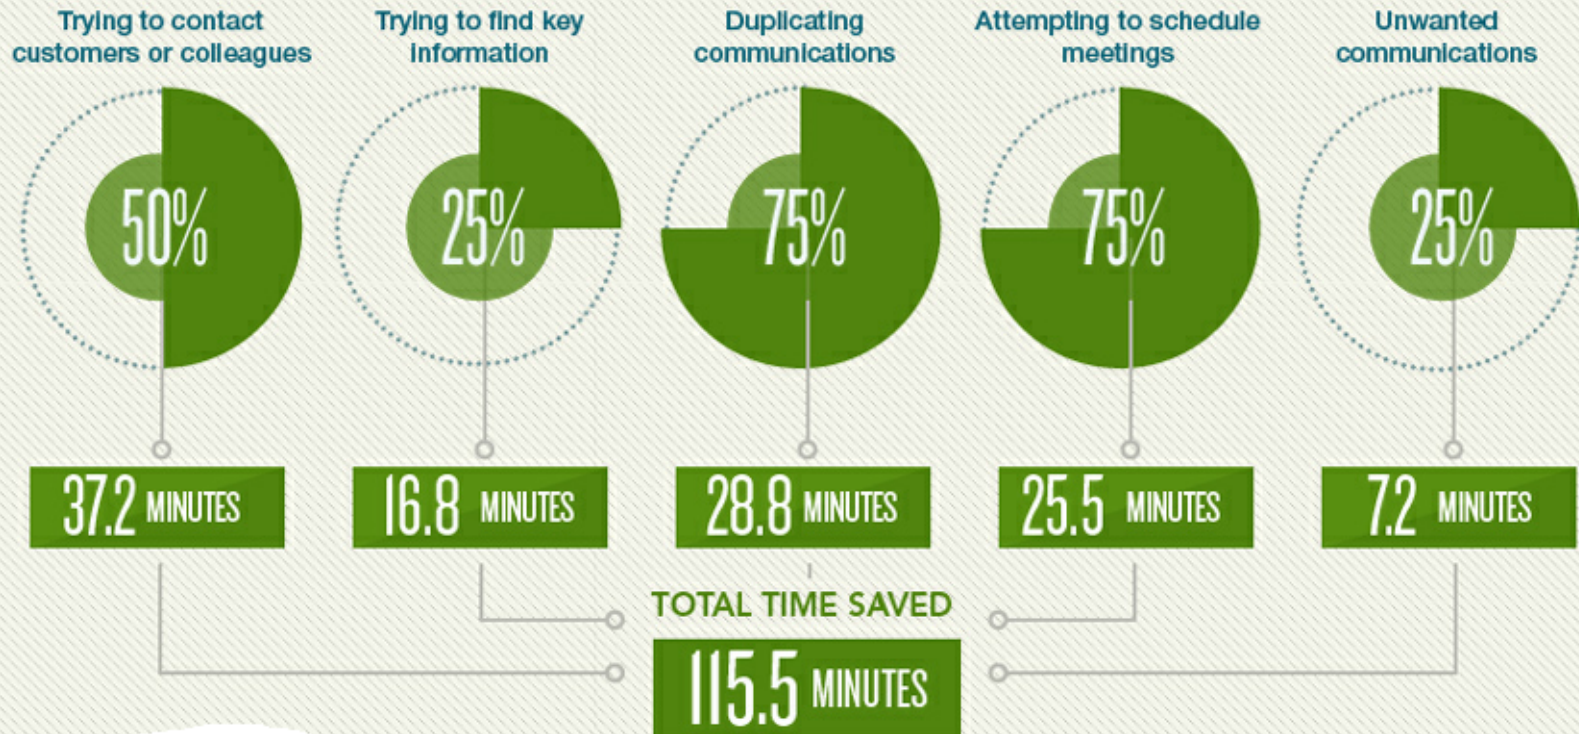 Trying to contact
customers or colleagues
Trying to find key
information
Duplicating
communications
Attempting to schedule
meetings
Unwanted
communications
50%
25%
75%
75%
25%
37.2 MINUTES
16.8 MINUTES
28.8 MINUTES
25.5 MINUTES
7.2 MINUTES
TOTAL TIME SAVED
115.5 MINUTES